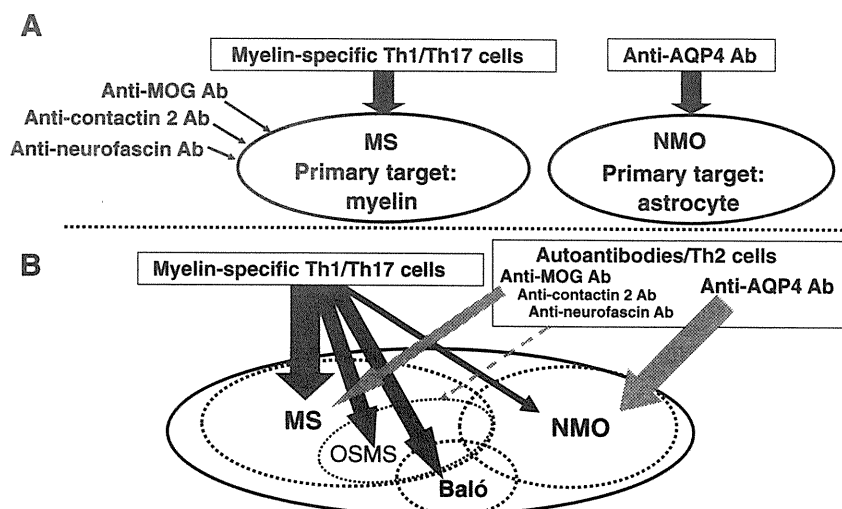 A
Myelin-specific Th1/Th17 cells
Anti-AQP4 Ab
Anti-MOG Ab
Anti-contactin 2 Ab
Anti-neurofascin Ab
MS
Primary target:
myelin
NMO
Primary target:
astrocyte
B
Myelin-specific Th1/Th17 cells
Autoantibodies/Th2 cells
Anti-MOG Ab
Anti-contactin 2 Ab
Anti-neurofascin Ab
Anti-AQP4 Ab
MS
OSMS
Baló
NMO